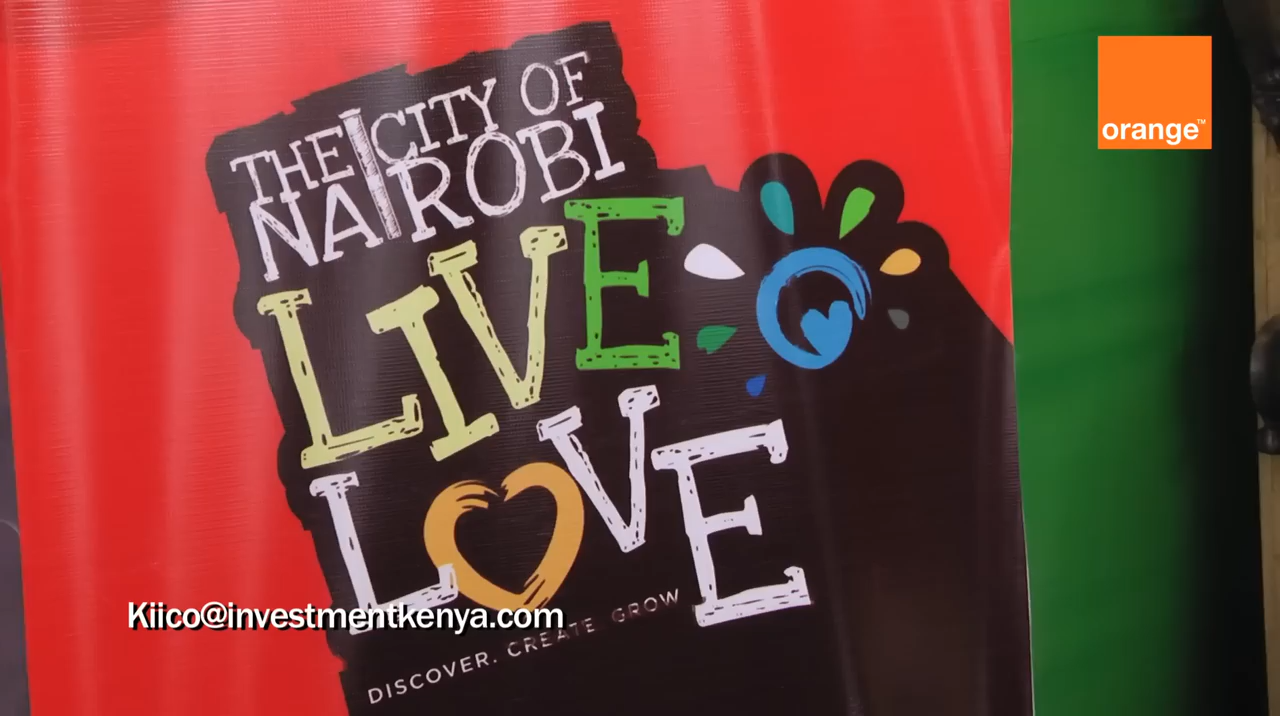 THE CITY OF
NAIROBI
LIVE
LOVE
DISCOVER. CREATE. GROW
Kiico@investmentkenya.com
orange™